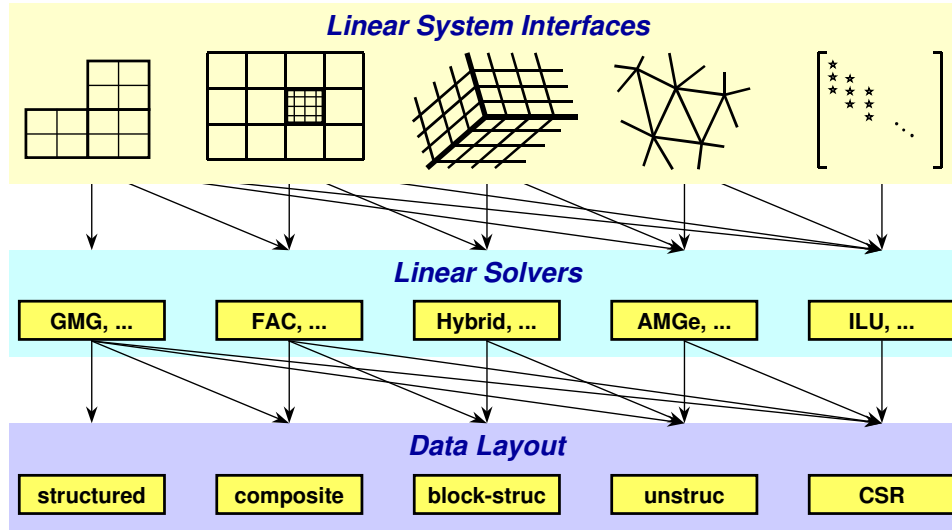 Linear System Interfaces
Linear Solvers
GMG, ...
FAC, ...
Hybrid, ...
AMGe, ...
ILU, ...
Data Layout
structured
composite
block-struc
unstruc
CSR